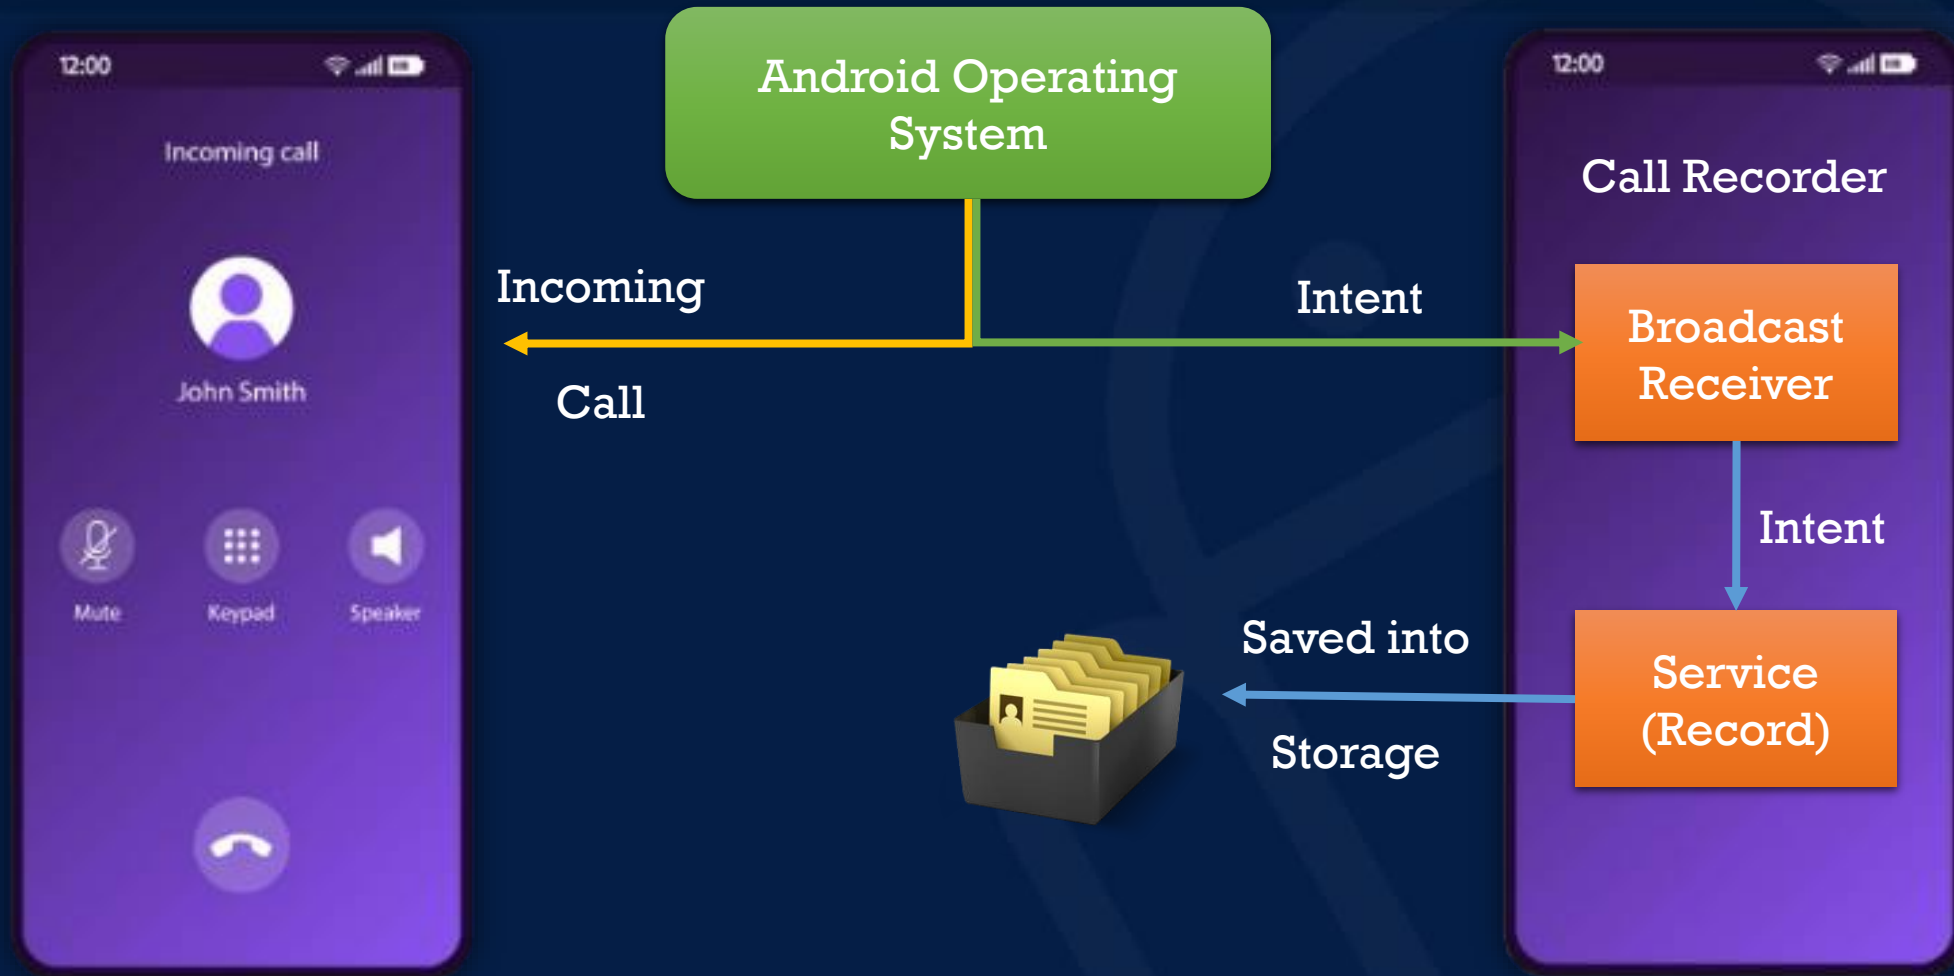 12:00
Incoming call
John Smith
Mute
Keypad
Speaker
Android Operating
System
Incoming
Call
Intent
12:00
Call Recorder
Broadcast
Receiver
Intent
Service
(Record)
Saved into
Storage